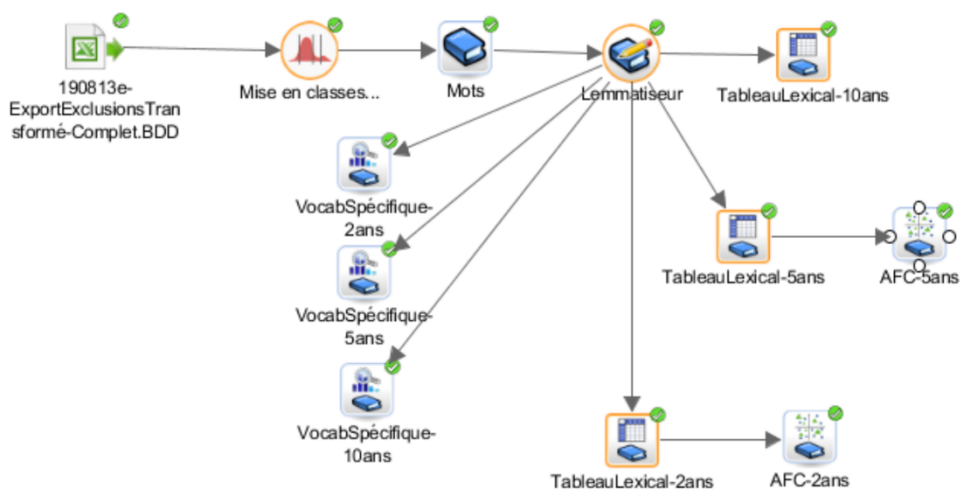 190813e-
ExportExclusionsTran
sformé-Complet.BDD
Mise en classes...
Mots
Lemmatiseur
TableauLexical-10ans
VocabSpécifique-
2ans
VocabSpécifique-
5ans
TableauLexical-5ans
AFC-5ans
VocabSpécifique-
10ans
TableauLexical-2ans
AFC-2ans